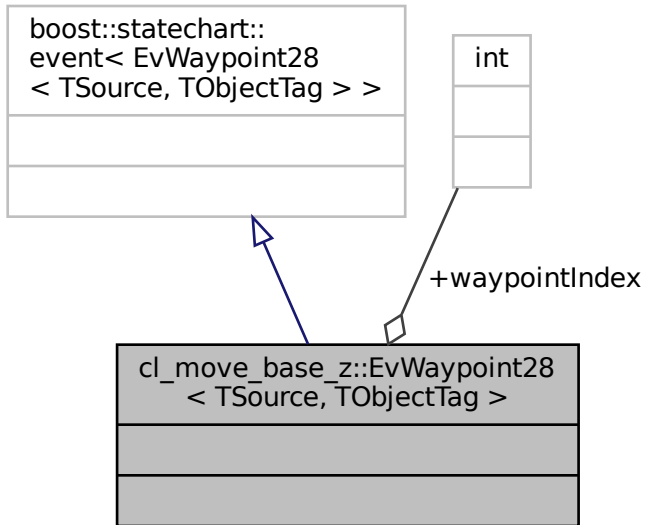 boost::statechart::
event< EvWaypoint28
< TSource, TObjectTag > >
int
+waypointIndex
cl_move_base_z::EvWaypoint28
< TSource, TObjectTag >